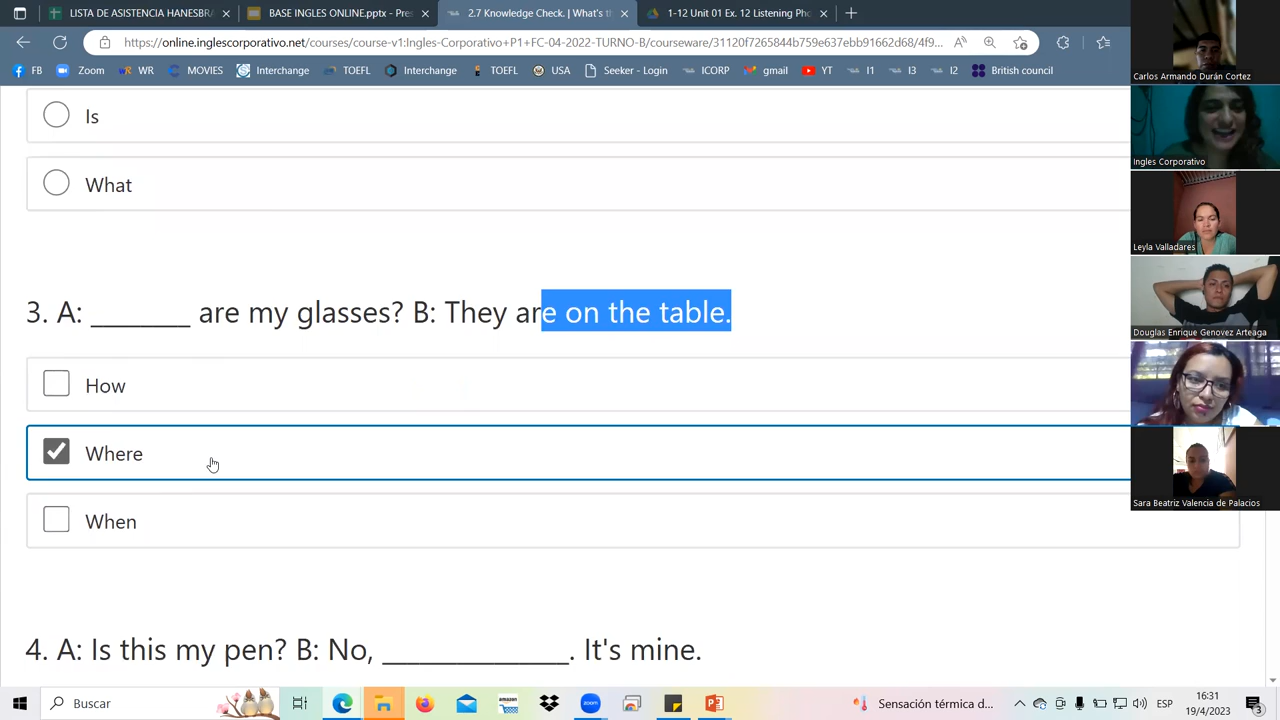 LISTA DE ASISTENCIA HANESBRA
BASE INGLES ONLINE.pptx - Pres
2.7 Knowledge Check. | What's th
1-12 Unit 01 Ex. 12 Listening Pho
https://online.inglescorporativo.net/courses/course-v1:Ingles-Corporativo+P1+FC-04-2022-TURNO-B/courseware/31120f7265844b759e637ebb91662d68/4f9...
FB Zoom WR MOVIES Interchange TOEFL Interchange TOEFL USA Seeker - Login ICORP gmail YT I1 I3 I2 British council
Is
What
3. A: ________ are my glasses? B: They are on the table.
How
Where
When
4. A: Is this my pen? B: No, ______________. It's mine.
Carlos Armando Durán Cortez
Ingles Corporativo
Leyla Valladares
Douglas Enrique Genovez Arteaga
Sara Beatriz Valencia de Palacios
Buscar
Sensación térmica d...
ESP
16:31
19/4/2023
3